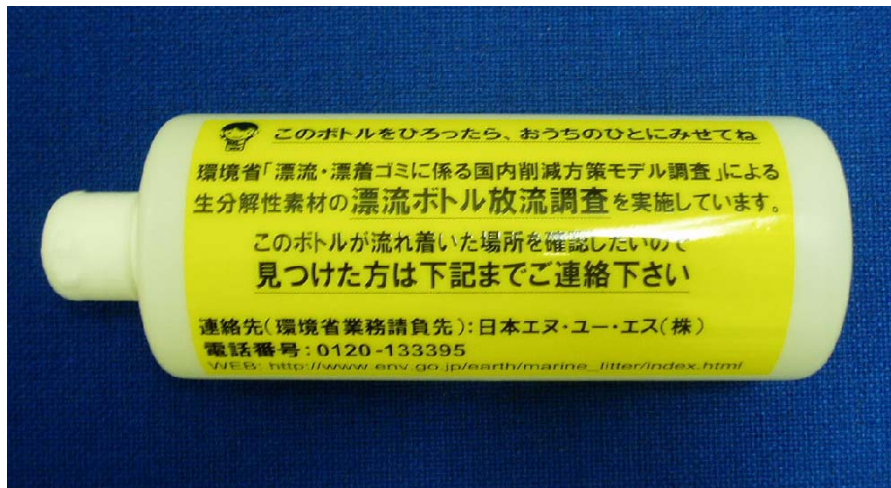 このボトルをひろったら、おうちのひとにみせてね
環境省「漂流・漂着ゴミに係る国内削減方策モデル調査」による
生分解性素材の漂流ボトル放流調査を実施しています。
このボトルが流れ着いた場所を確認したいので
見つけた方は下記までご連絡下さい
連絡先(環境省業務請負先):日本エヌ・ユー・エス(株)
電話番号:0120-133395
WEB: http://www.env.go.jp/earth/marine_litter/index.html